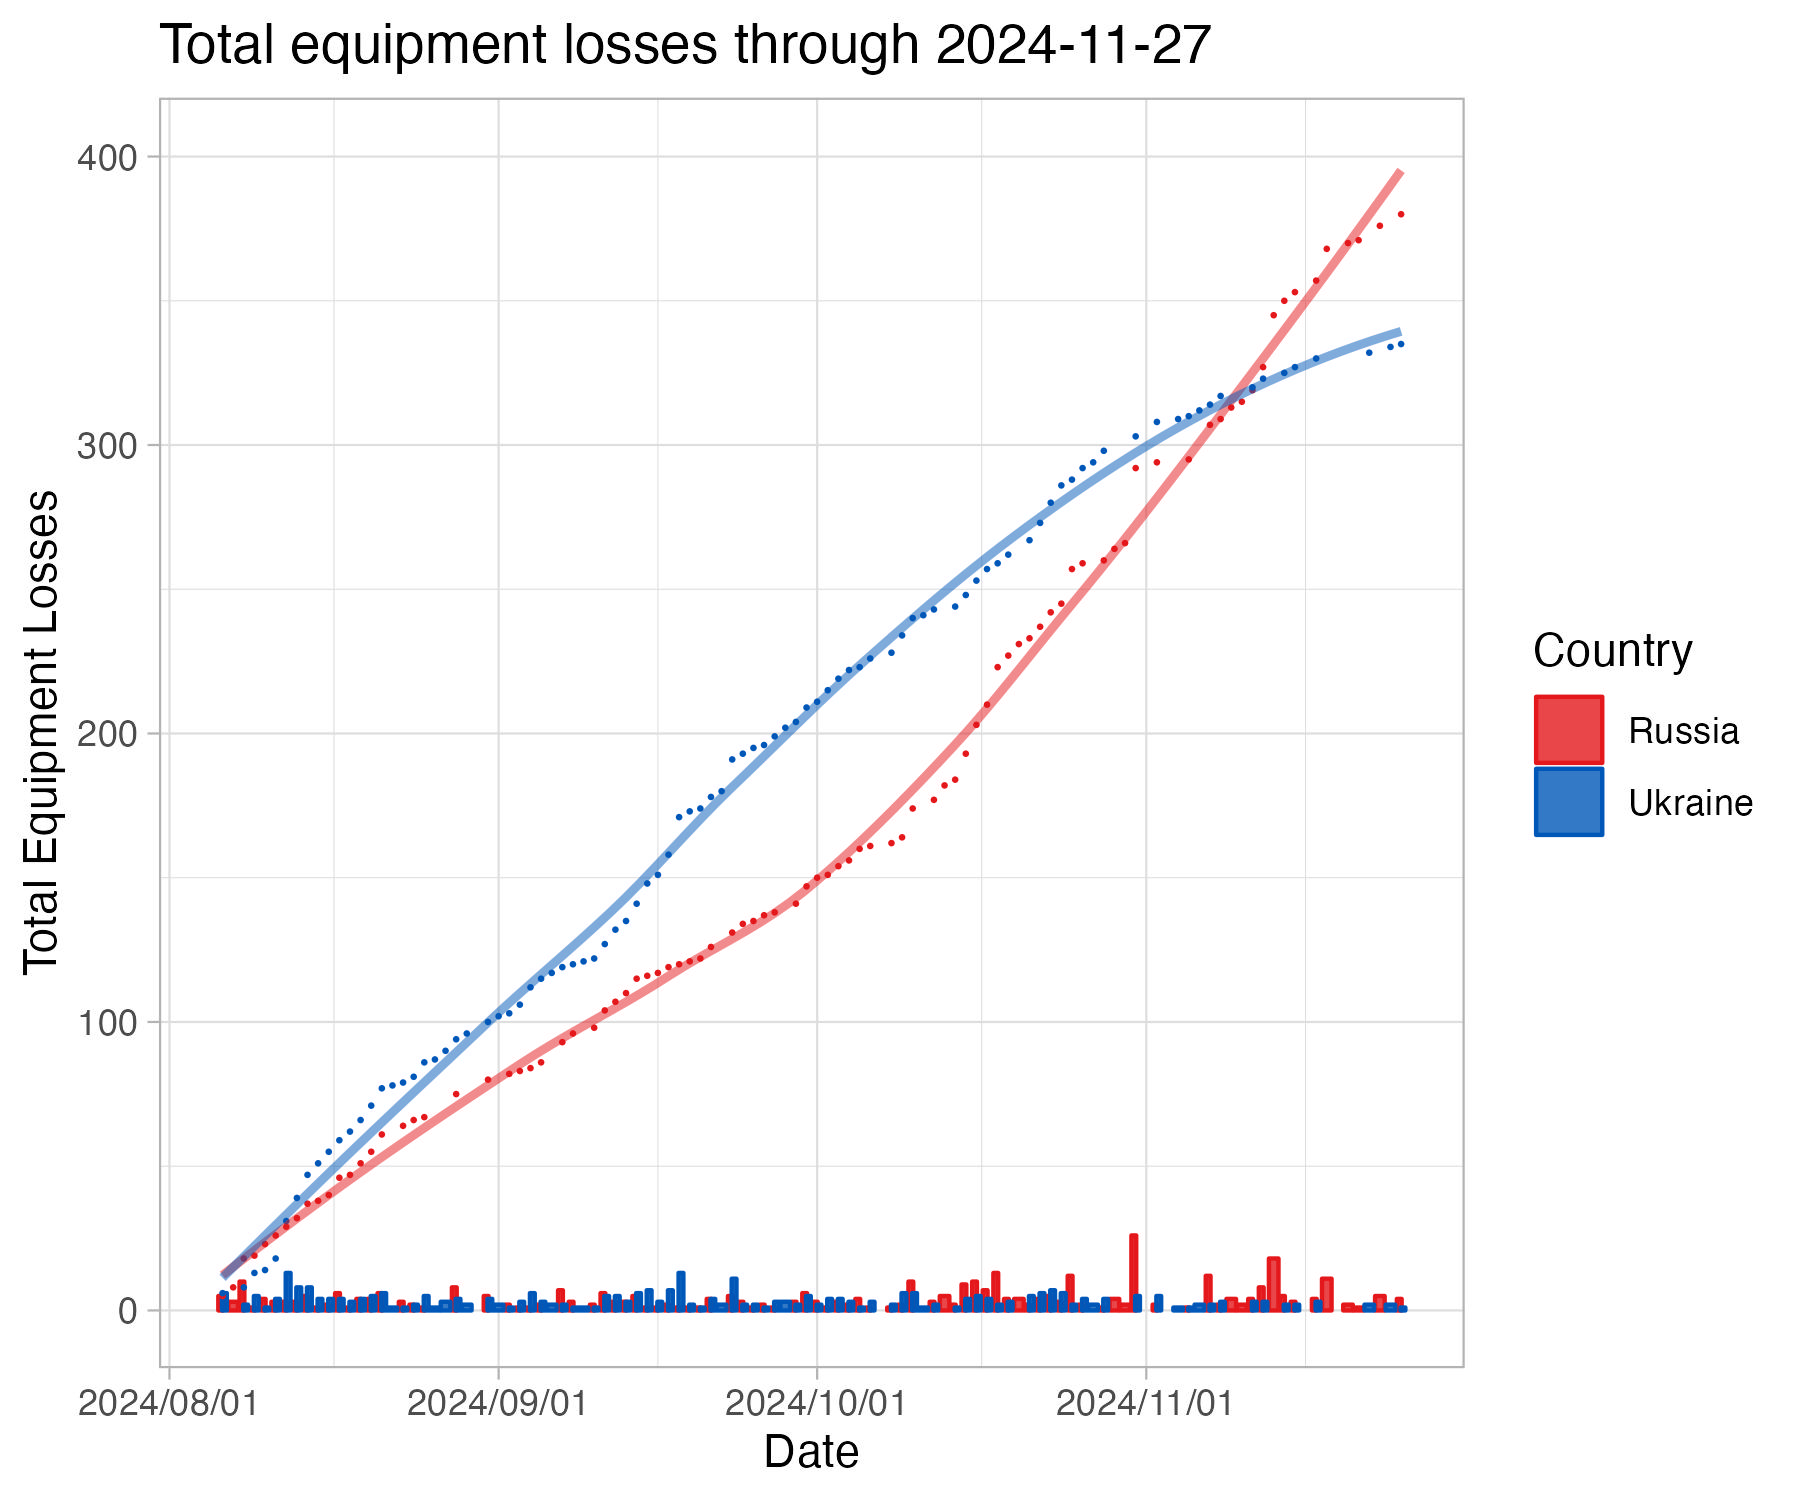 Total equipment losses through 2024-11-27
Total Equipment Losses
400
300
200
100
0
2024/08/01
2024/09/01
2024/10/01
2024/11/01
Date
Country
Russia
Ukraine